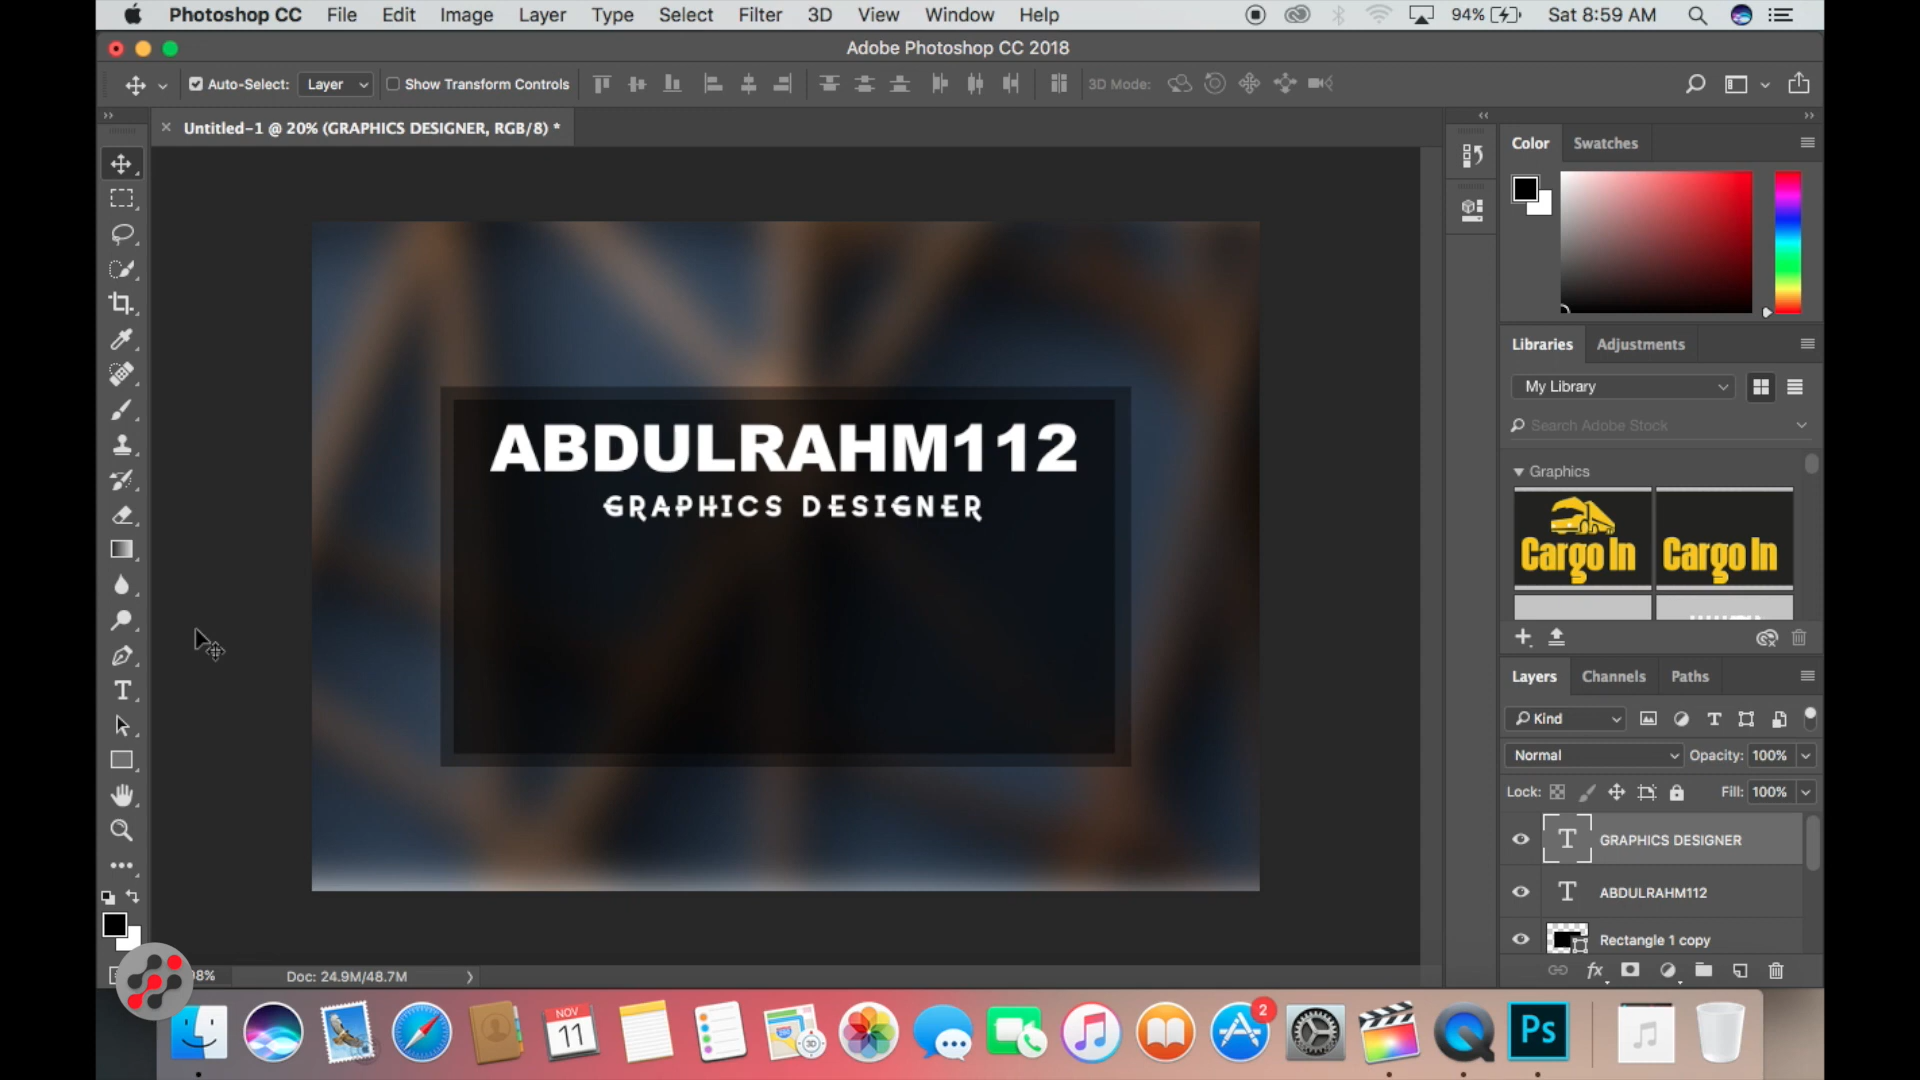 Photoshop CC File Edit Image Layer Type Select Filter 3D View Window Help 94% Sat 8:59 AM
Adobe Photoshop CC 2018
Auto-Select: Layer Show Transform Controls 3D Mode:
Untitled-1 @ 20% (GRAPHICS DESIGNER, RGB/8) *
Color Swatches
ABDULRAHM112
GRAPHICS DESIGNER
Libraries Adjustments
My Library
Search Adobe Stock
Graphics
Cargo In Cargo In
Layers Channels Paths
Kind
Normal Opacity: 100%
Lock: Fill: 100%
T GRAPHICS DESIGNER
T ABDULRAHM112
Rectangle 1 copy
fx
Doc: 24.9M/48.7M
NOV
11
280
3D
2
Ps